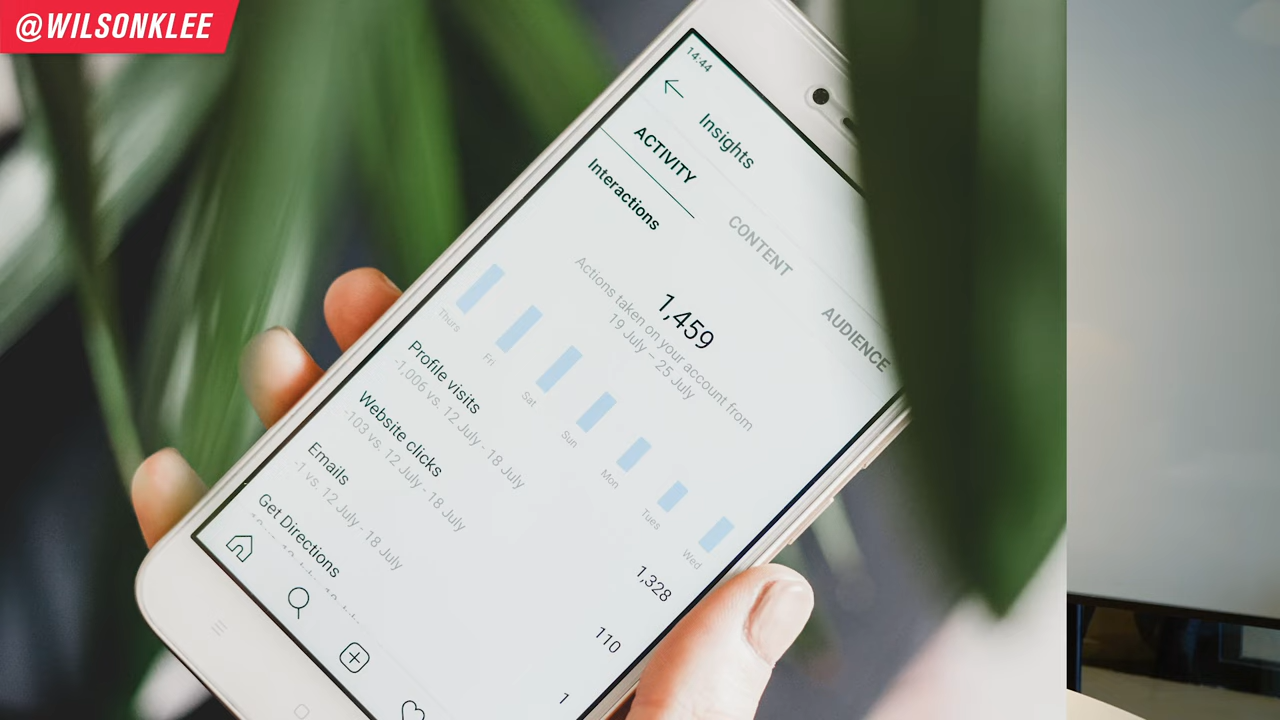 @WILSONKLEE
14:44
Insights
ACTIVITY
CONTENT
AUDIENCE
Interactions
1,459
Actions taken on your account from
19 July – 25 July
Thurs
Fri
Sat
Sun
Mon
Tues
Wed
Profile visits
1,328
-1,006 vs. 12 July - 18 July
Website clicks
110
-103 vs. 12 July - 18 July
Emails
1
-1 vs. 12 July - 18 July
Get Directions